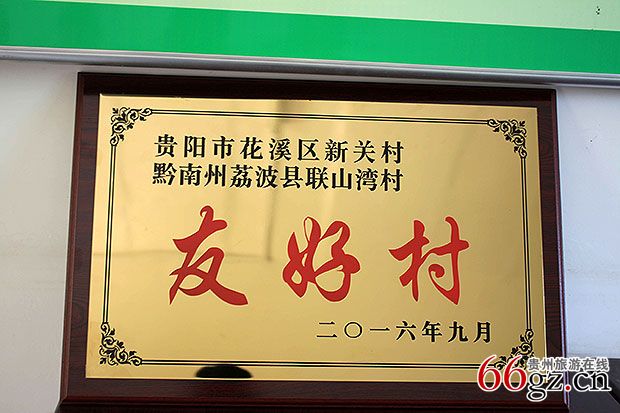 贵阳市花溪区新关村
黔南州荔波县联山湾村
友好村
二〇一六年九月
贵州旅游在线
66gz.cn